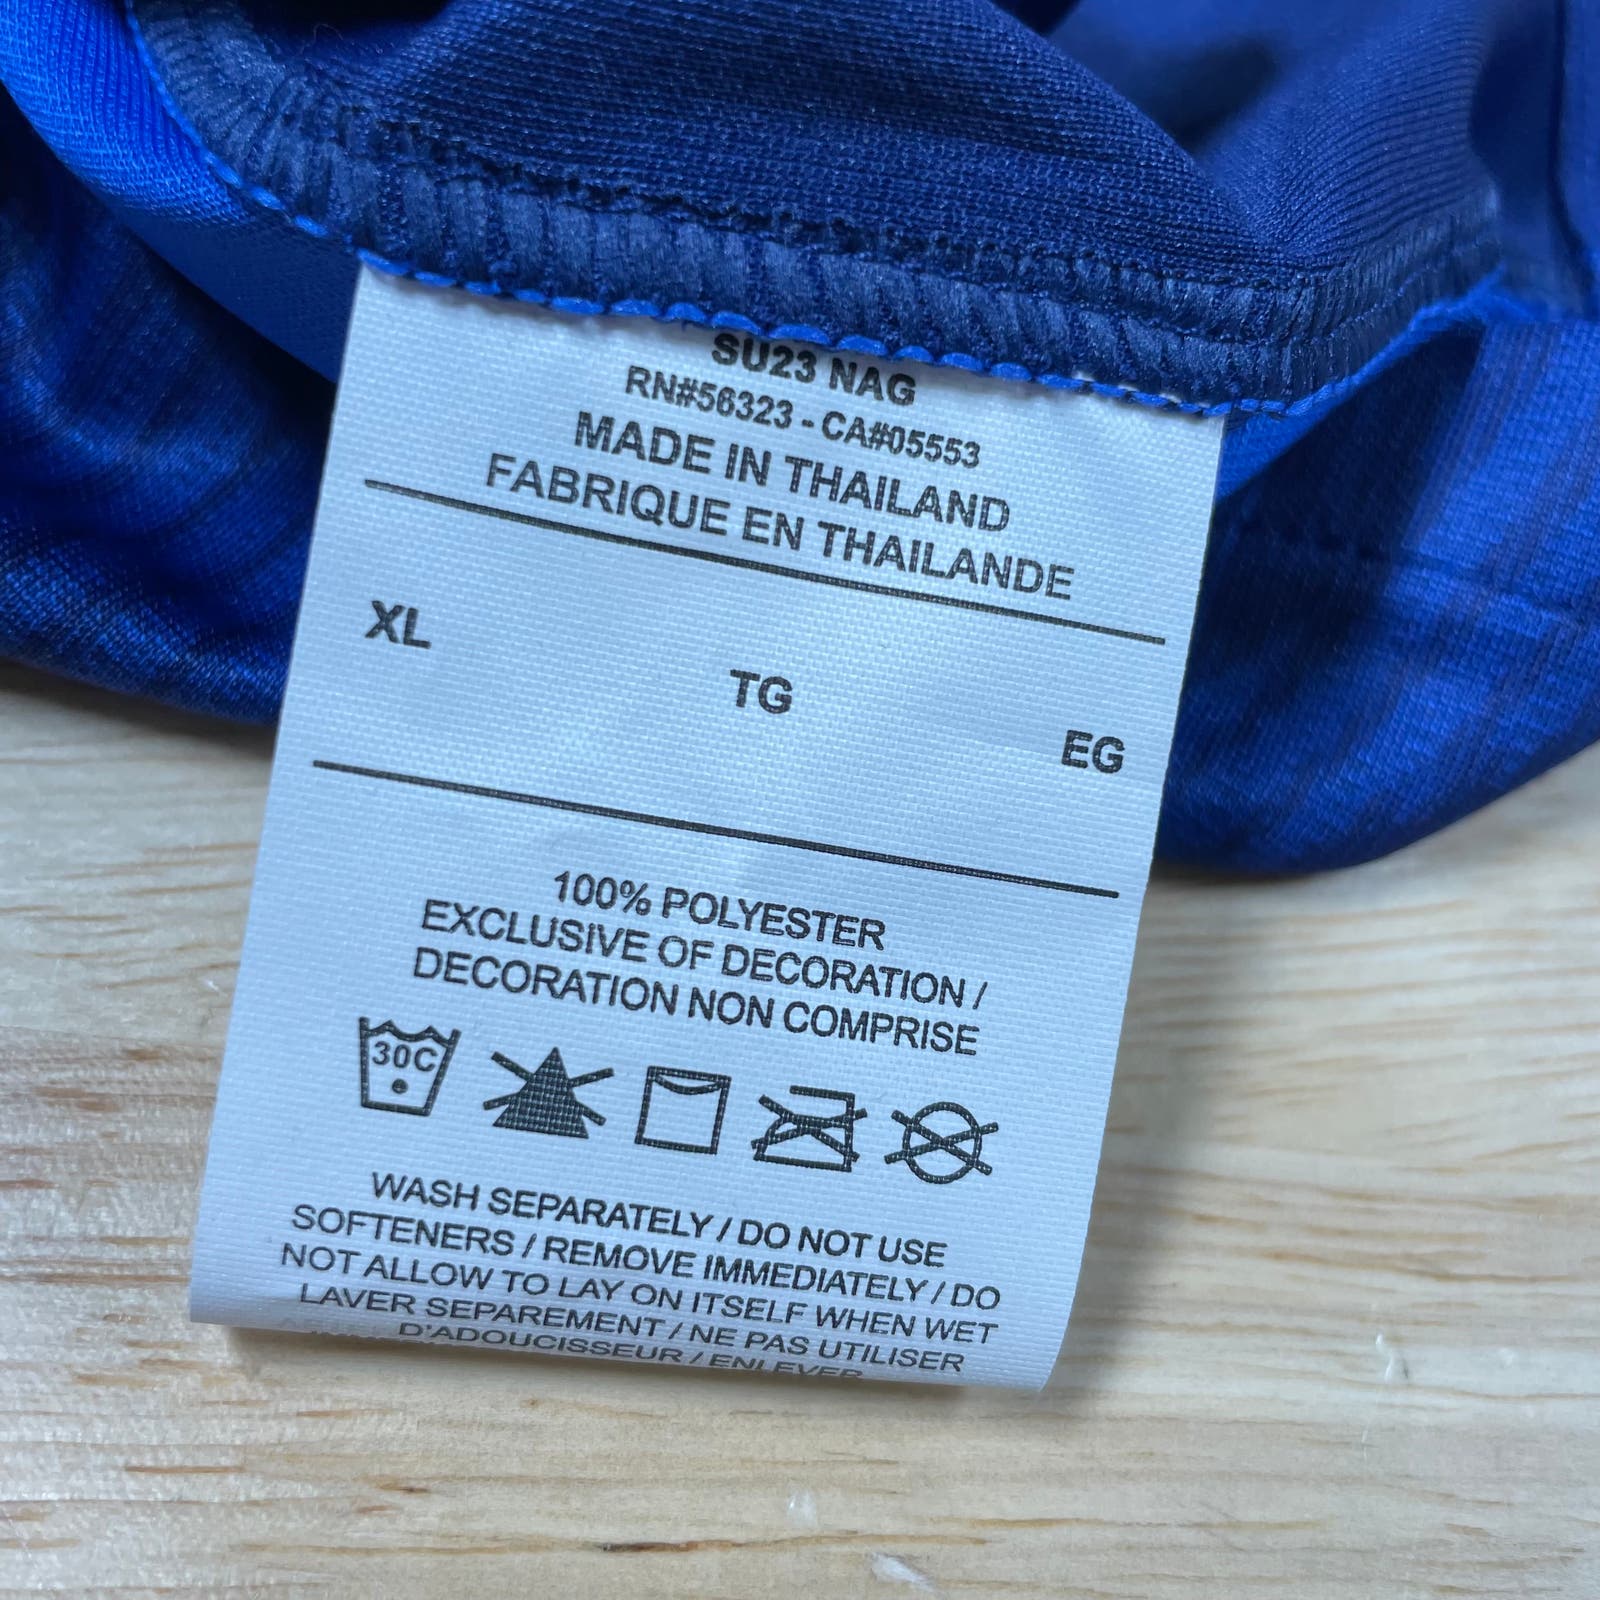 SU23 NAG
RN#56323 - CA#05553
MADE IN THAILAND
FABRIQUE EN THAILANDE
XL TG EG
100% POLYESTER
EXCLUSIVE OF DECORATION /
DECORATION NON COMPRISE
30C
WASH SEPARATELY / DO NOT USE
SOFTENERS / REMOVE IMMEDIATELY / DO
NOT ALLOW TO LAY ON ITSELF WHEN WET
LAVER SEPAREMENT / NE PAS UTILISER
D'ADOUCISSEUR / ENLEVER